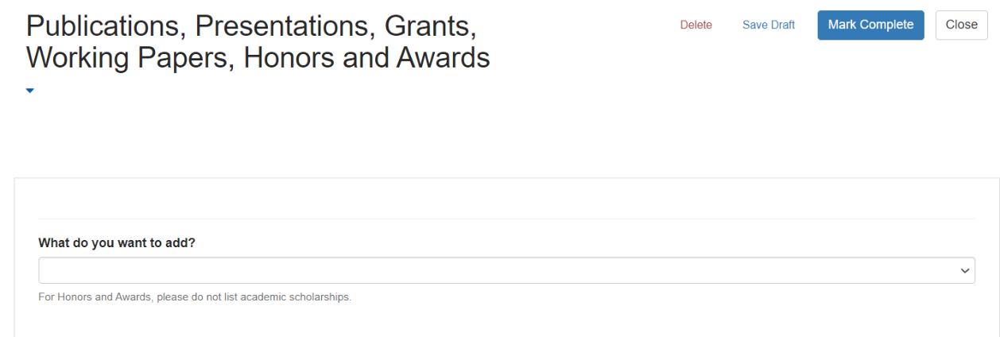 Publications, Presentations, Grants,
Working Papers, Honors and Awards
Delete
Save Draft
Mark Complete
Close
What do you want to add?
For Honors and Awards, please do not list academic scholarships.